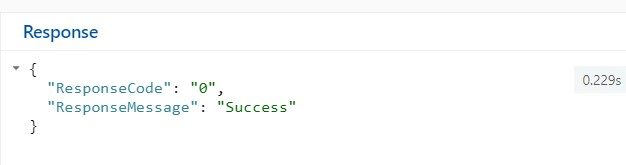 Response
{
"ResponseCode": "0",
0.229s
"ResponseMessage": "Success"
}